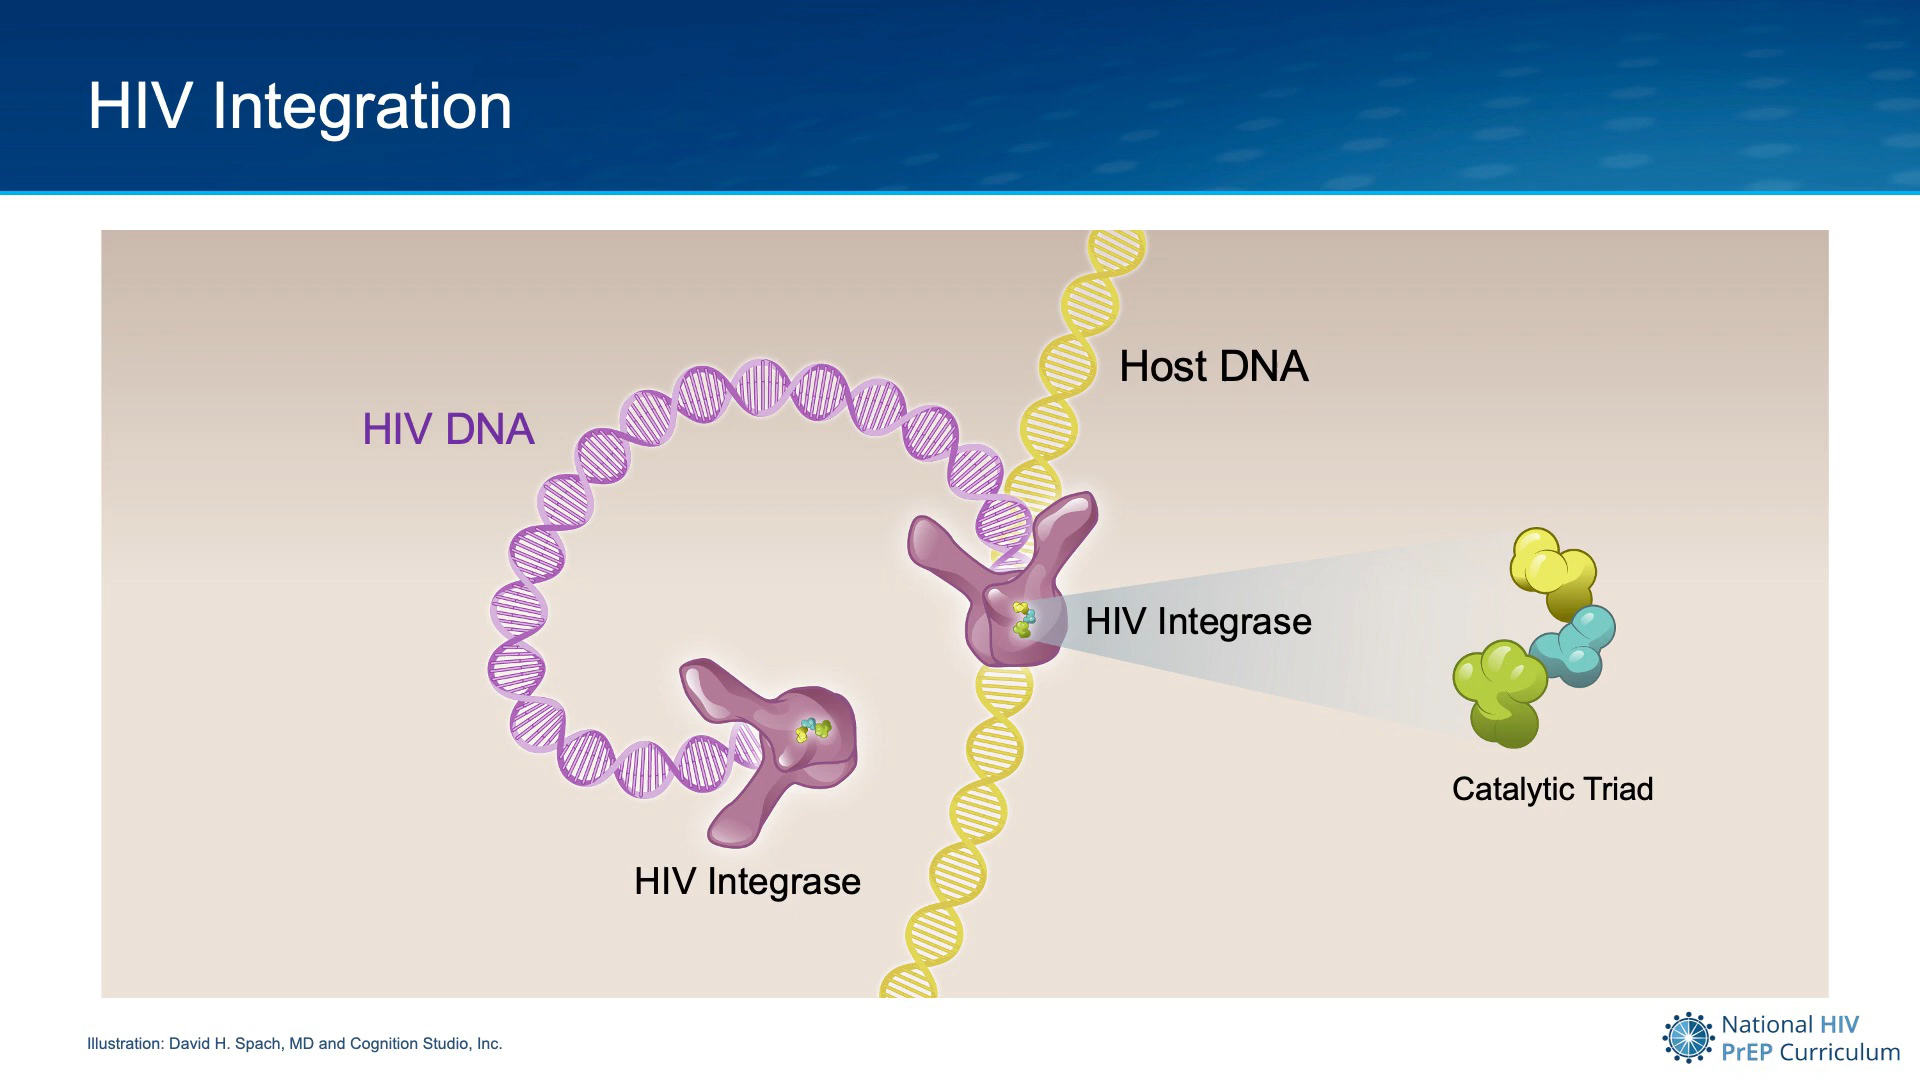 HIV Integration
Host DNA
HIV DNA
HIV Integrase
Catalytic Triad
HIV Integrase
Illustration: David H. Spach, MD and Cognition Studio, Inc.
National HIV
PrEP Curriculum